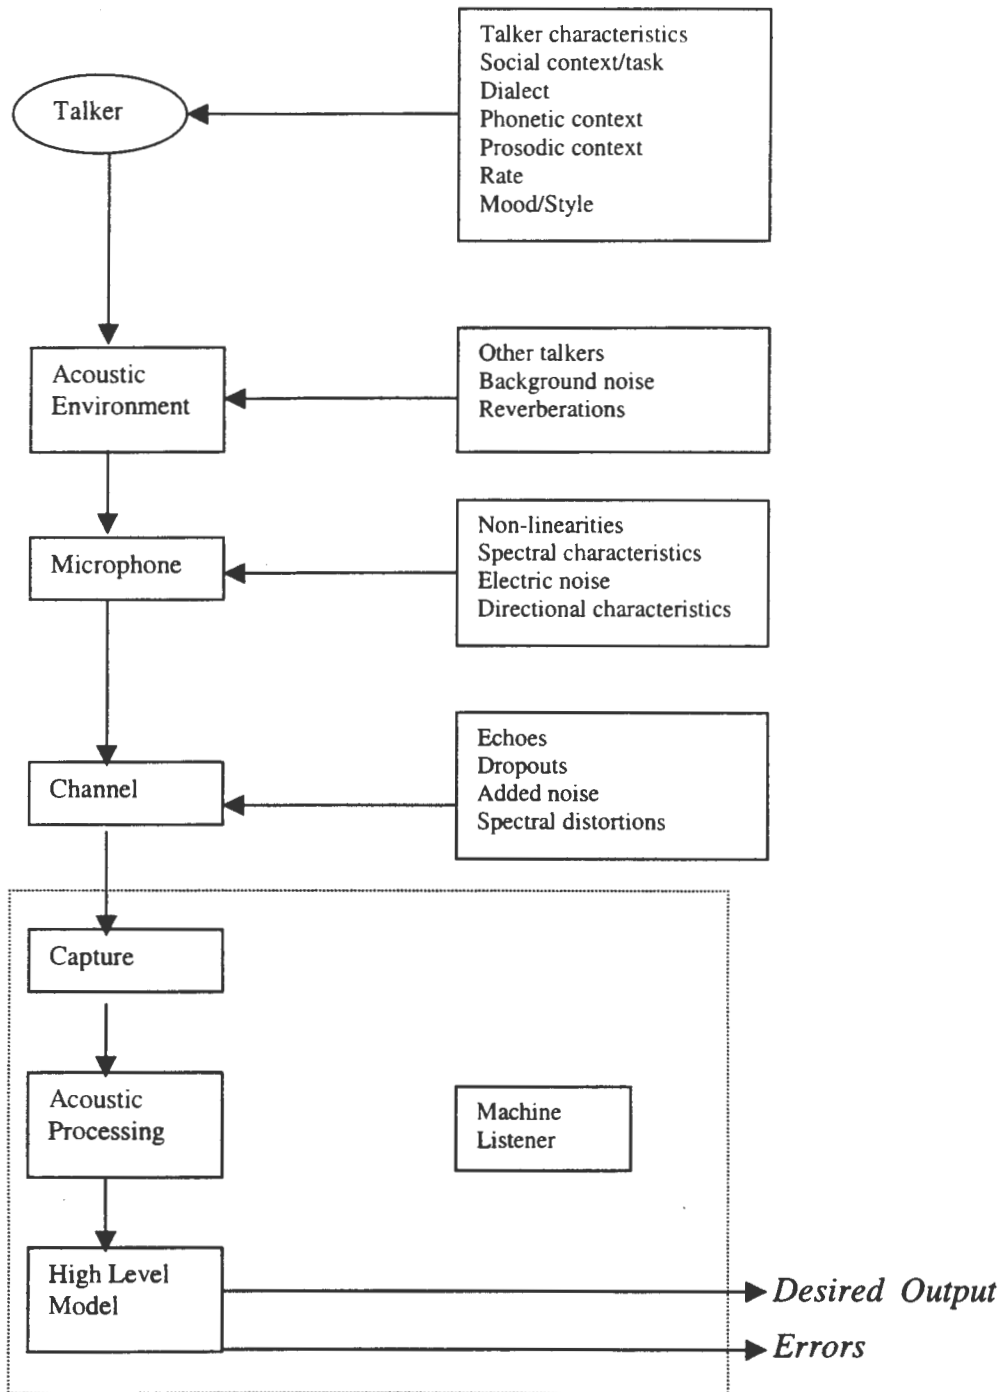 Talker
Talker characteristics
Social context/task
Dialect
Phonetic context
Prosodic context
Rate
Mood/Style
Acoustic
Environment
Other talkers
Background noise
Reverberations
Microphone
Non-linearities
Spectral characteristics
Electric noise
Directional characteristics
Channel
Echoes
Dropouts
Added noise
Spectral distortions
Capture
Acoustic
Processing
Machine
Listener
High Level
Model
Desired Output
Errors